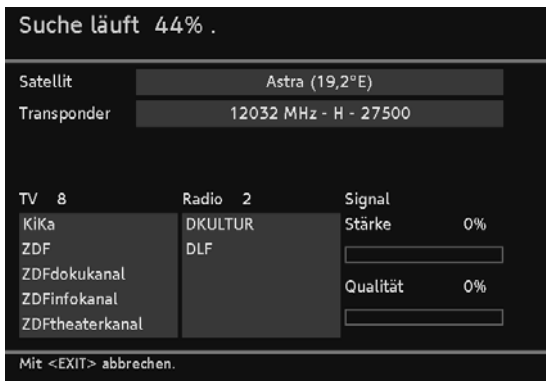 Suche läuft 44% .
Satellit Astra (19,2°E)
Transponder 12032 MHz - H - 27500
TV 8 Radio 2 Signal
KiKa DKULTUR Stärke 0%
ZDF DLF
ZDFdokukanal
Qualität 0%
ZDFinfokanal
ZDFtheaterkanal
Mit <EXIT> abbrechen.